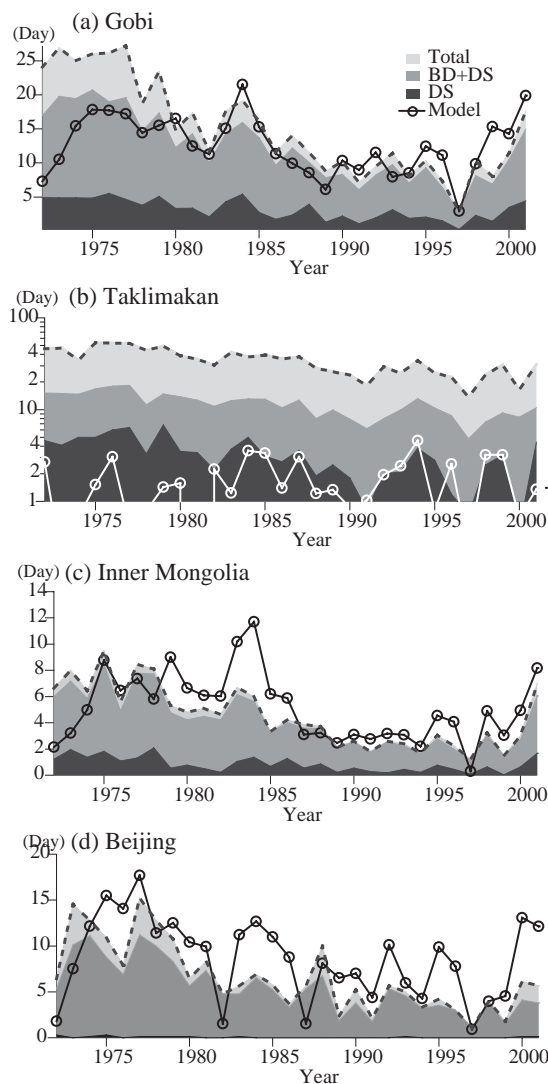 (a) Gobi
(Day)
Total
BD+DS
DS
Model
25
20
15
10
5
1975 1980 1985 1990 1995 2000
Year
(Day) (b) Taklimakan
100
4
2
10
4
2
1
1975 1980 1985 1990 1995 2000
Year
(Day) (c) Inner Mongolia
14
12
10
8
6
4
2
0
1975 1980 1985 1990 1995 2000
Year
(Day) (d) Beijing
20
15
10
5
0
1975 1980 1985 1990 1995 2000
Year